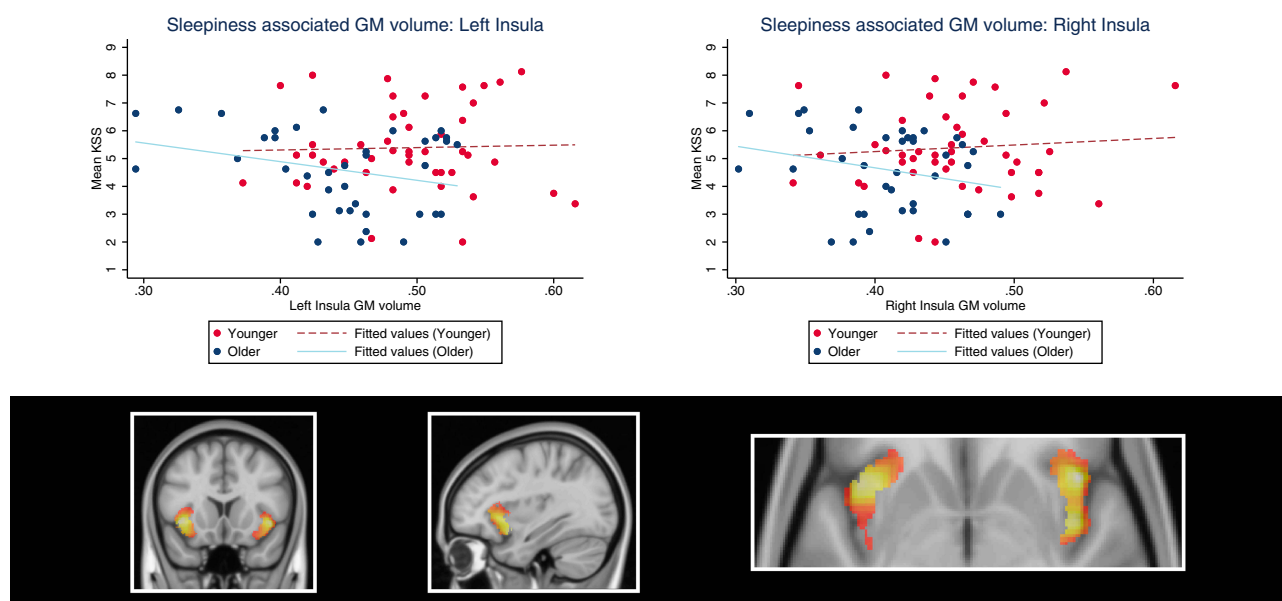 Sleepiness associated GM volume: Left Insula
Mean KSS
9
8
7
6
5
4
3
2
1
.30 .40 .50 .60
Left Insula GM volume
Younger Fitted values (Younger)
Older Fitted values (Older)
Sleepiness associated GM volume: Right Insula
Mean KSS
9
8
7
6
5
4
3
2
1
.30 .40 .50 .60
Right Insula GM volume
Younger Fitted values (Younger)
Older Fitted values (Older)